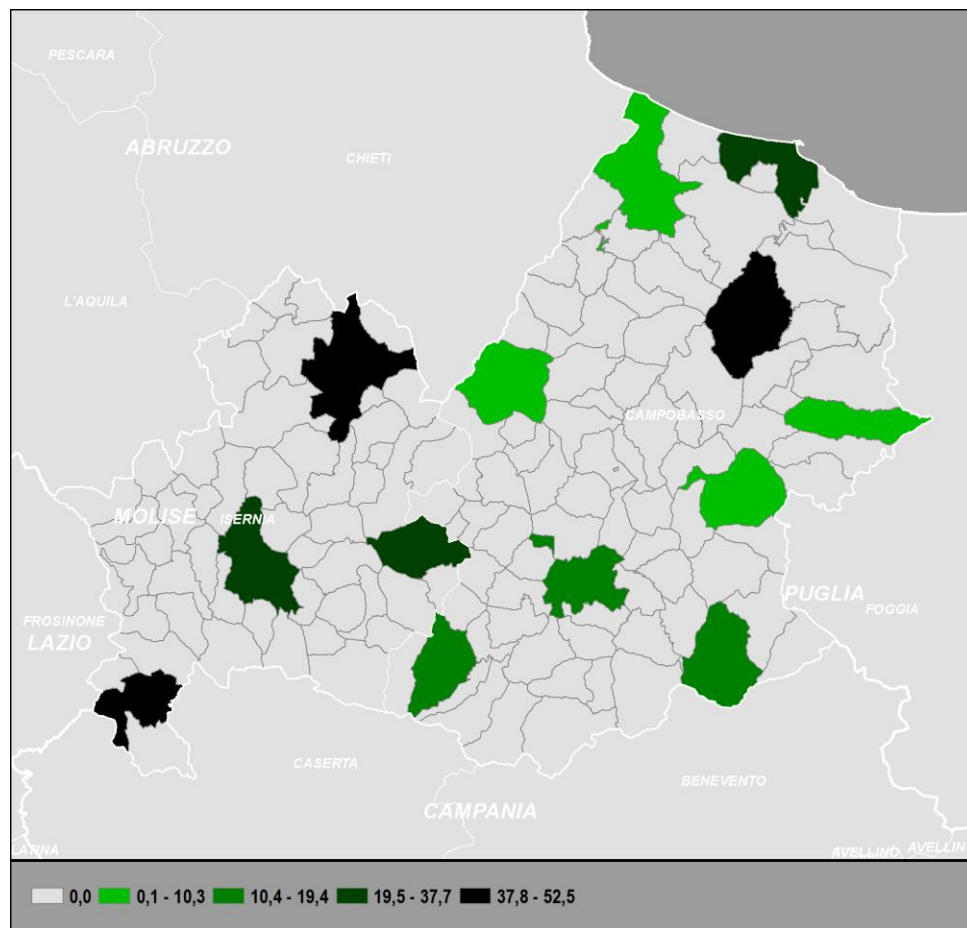 PESCARA
ABRUZZO
CHIETI
L'AQUILA
CAMPOBASSO
MOLISE
ISERNIA
PUGLIA
FOGGIA
FROSINONE
LAZIO
CASERTA
BENEVENTO
CAMPANIA
LATINA
AVELLINO
AVELLINO
0,0 0,1 - 10,3 10,4 - 19,4 19,5 - 37,7 37,8 - 52,5